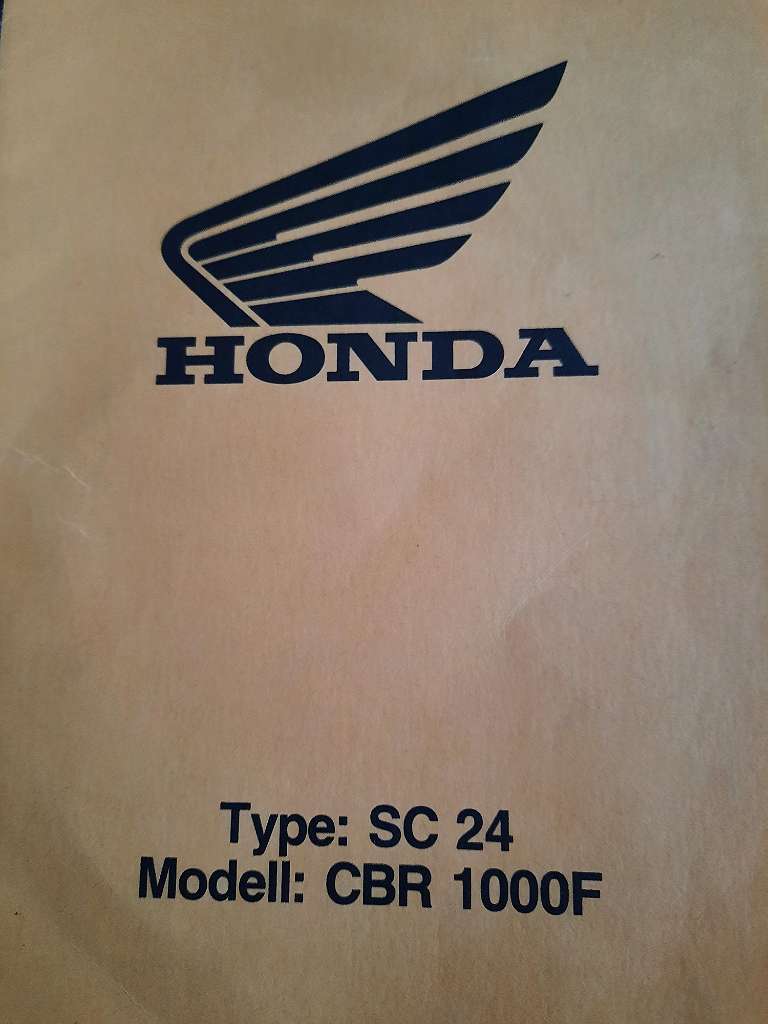 HONDA
Type: SC 24
Modell: CBR 1000F